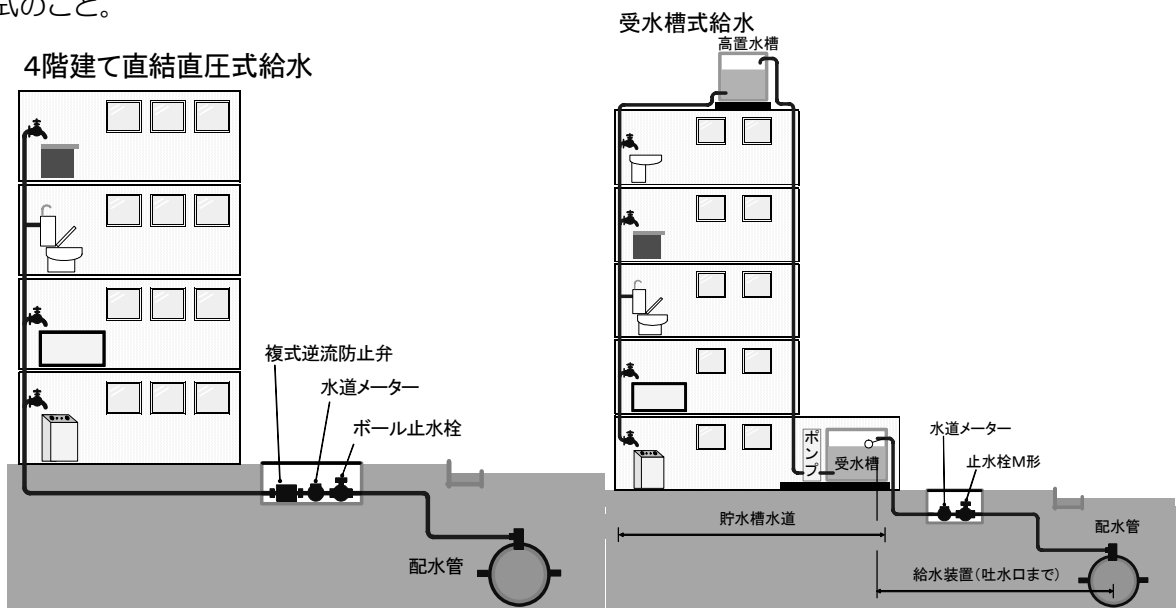 式のこと。
4階建て直結直圧式給水
複式逆流防止弁
水道メーター
ボール止水栓
配水管
受水槽式給水
高置水槽
ポンプ
受水槽
水道メーター
止水栓M形
貯水槽水道
配水管
給水装置(吐水口まで)